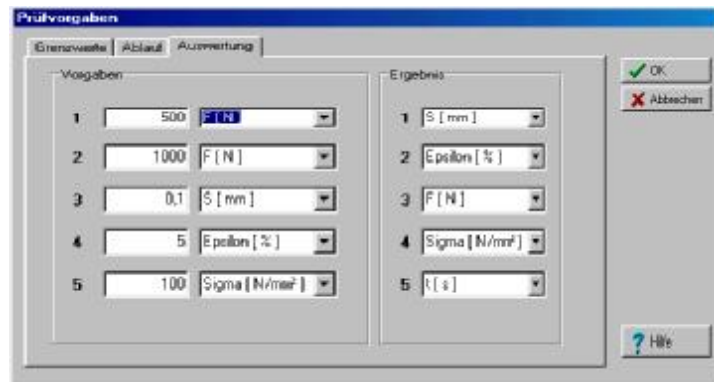 Prüfvorgaben
Grenzwerte Ablauf Auswertung
Vorgaben Ergebnis
OK
Abbrechen
1 500 F [ N ] 1 S [ mm ]
2 1000 F [ N ] 2 Epsilon [ % ]
3 0,1 S [ mm ] 3 F [ N ]
4 5 Epsilon [ % ] 4 Sigma [ N/mm² ]
5 100 Sigma [ N/mm² ] 5 t [ s ]
? Hilfe